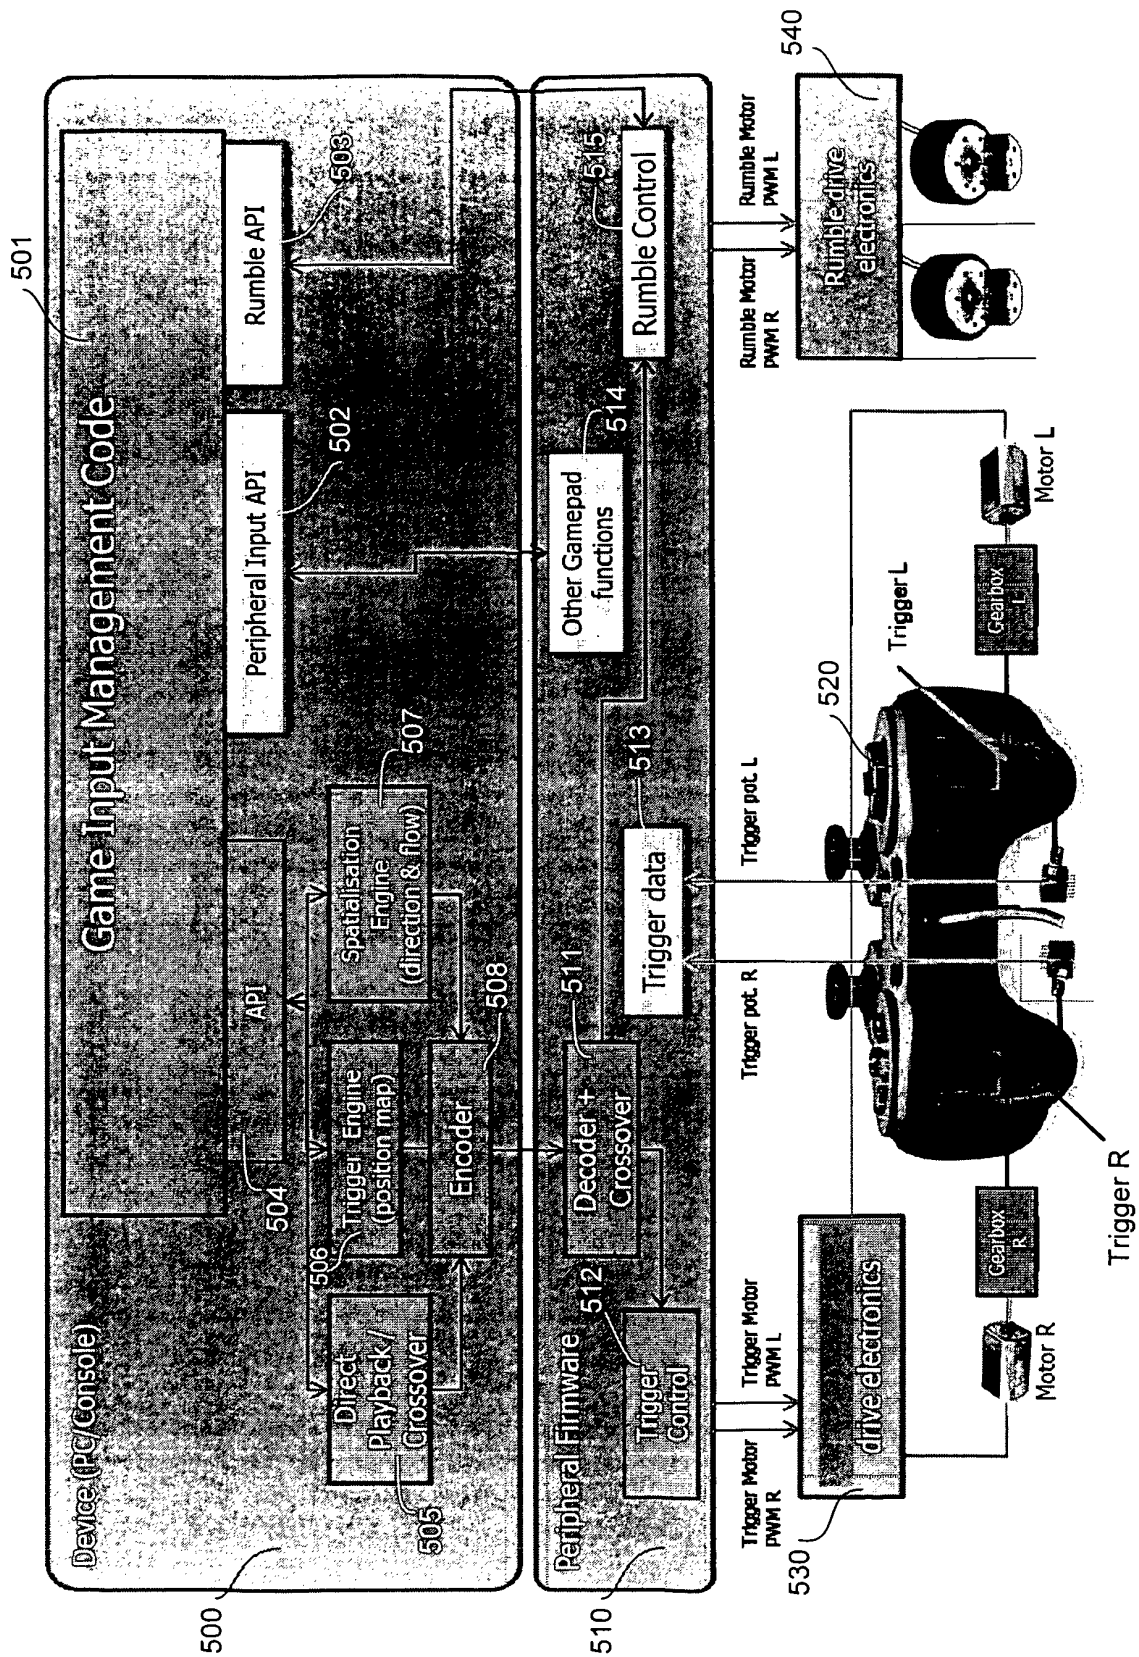 501
Device (PC/Console)
Game Input Management Code
504
API
Peripheral Input API
502
Rumble API
503
505
Direct
Playback /
Crossover
506
Trigger Engine
(position map)
507
Spatialisation
Engine
(direction & flow)
Encoder
508
500
Peripheral Firmware
510
512
Trigger
Control
Decoder +
Crossover
511
Trigger data
513
Other Gamepad
functions
514
Rumble Control
515
Trigger Motor
PWM R
Trigger Motor
PWM L
Trigger pot. R
Trigger pot. L
Rumble Motor
PWM R
Rumble Motor
PWM L
530
drive electronics
520
Rumble drive
electronics
540
Motor R
Gearbox
R
Trigger R
Trigger L
Gearbox
L
Motor L